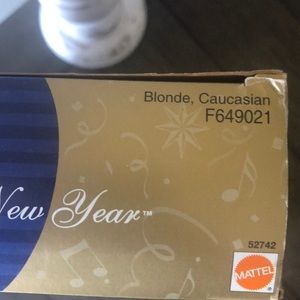 Blonde, Caucasian
F649021
New Year™
52742
MATTEL